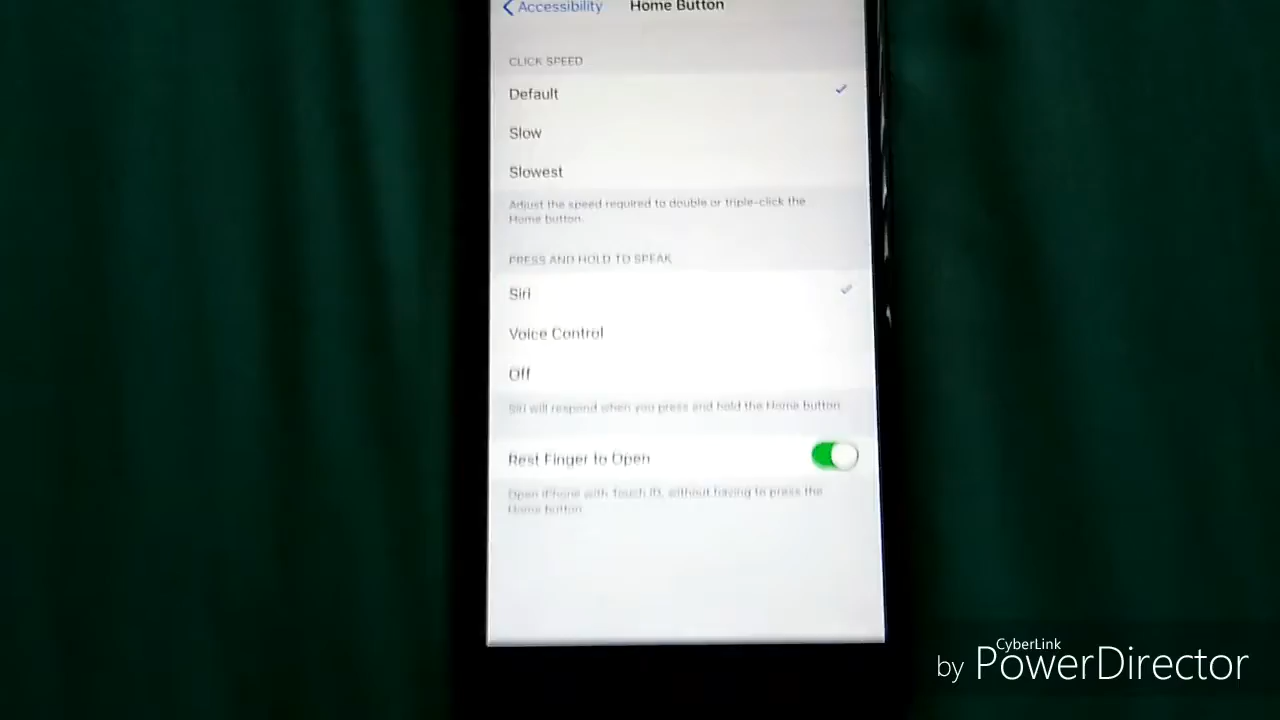 Accessibility
Home Button
CLICK SPEED
Default
Slow
Slowest
Adjust the speed required to double or triple-click the
Home button.
PRESS AND HOLD TO SPEAK
Siri
Voice Control
Off
Siri will respond when you press and hold the Home button.
Rest Finger to Open
Open iPhone with Touch ID, without having to press the
Home button.
CyberLink
by PowerDirector